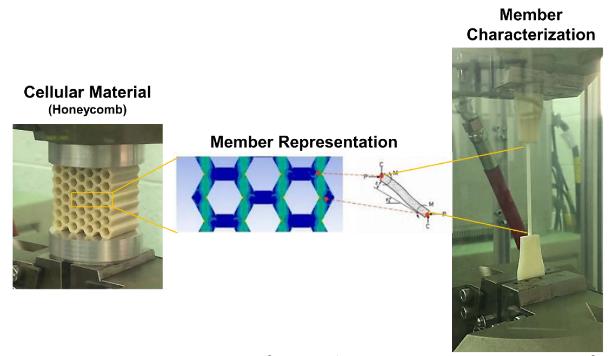 Member
Characterization
Cellular Material
(Honeycomb)
Member Representation
C
M
P
M
P
C